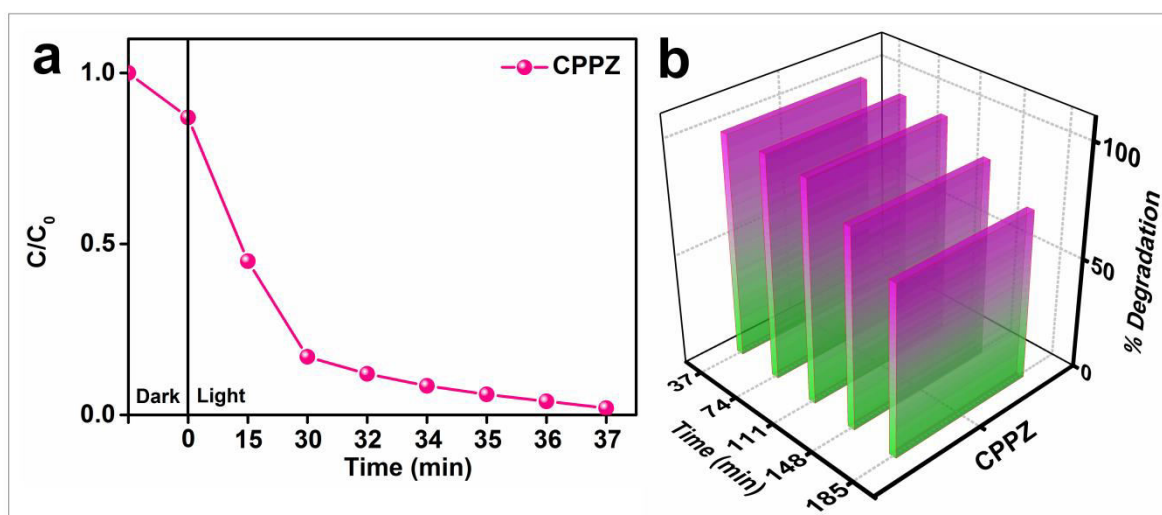 a
CPPZ
C/C0
1.0
0.5
0.0
Dark
Light
0 15 30 32 34 35 36 37
Time (min)
b
100
50
0
% Degradation
37
74
111
148
185
Time (min)
CPPZ